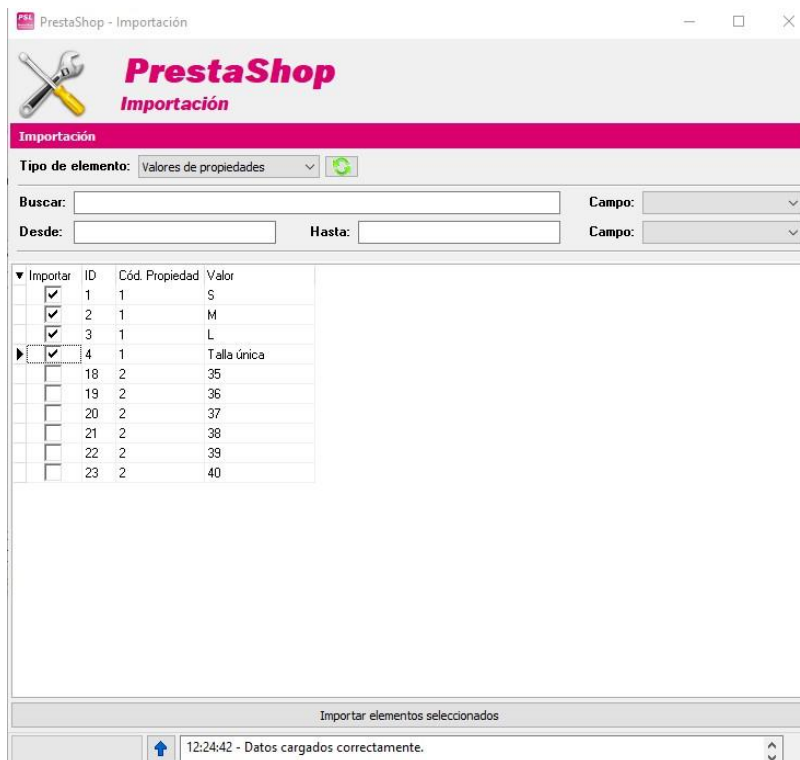 PSL PrestaShop - Importación
PrestaShop
Importación
Importación
Tipo de elemento: Valores de propiedades
Buscar: Campo:
Desde: Hasta: Campo:
Importar ID Cód. Propiedad Valor
1 1 S
2 1 M
3 1 L
4 1 Talla única
18 2 35
19 2 36
20 2 37
21 2 38
22 2 39
23 2 40
Importar elementos seleccionados
12:24:42 - Datos cargados correctamente.